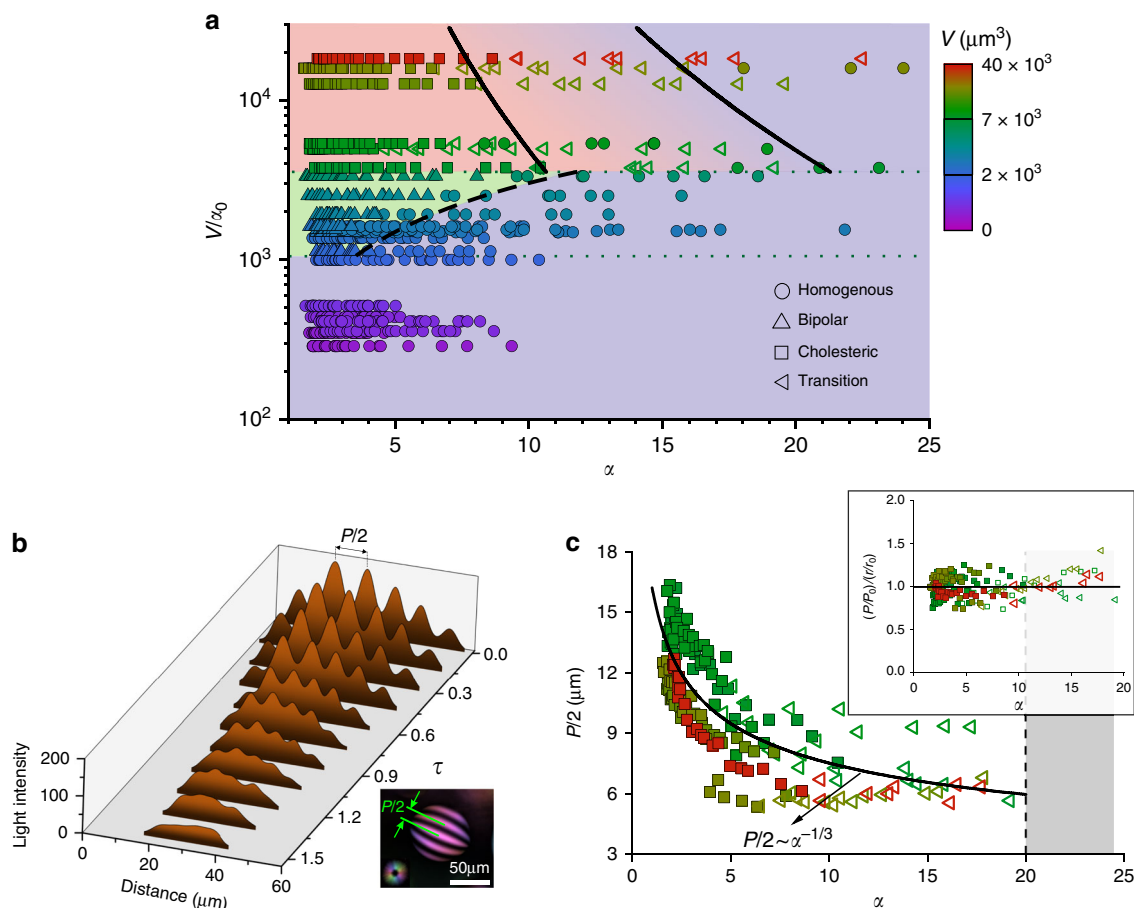 a
V (μm³)
40 × 10³
7 × 10³
2 × 10³
0
10⁴
10³
10²
V/α₀
Homogenous
Bipolar
Cholesteric
Transition
5 10 15 20 25
α
b
P/2
0.0
0.3
0.6
0.9
1.2
1.5
τ
200
100
0
Light intensity
0 20 40 60
Distance (μm)
P/2
50μm
c
18
15
12
9
6
3
P/2 (μm)
P/2~α⁻¹/³
0 5 10 15 20 25
α
2.0
1.5
1.0
0.5
0.0
(P/P₀)/(r/r₀)
0 5 10 15 20
α